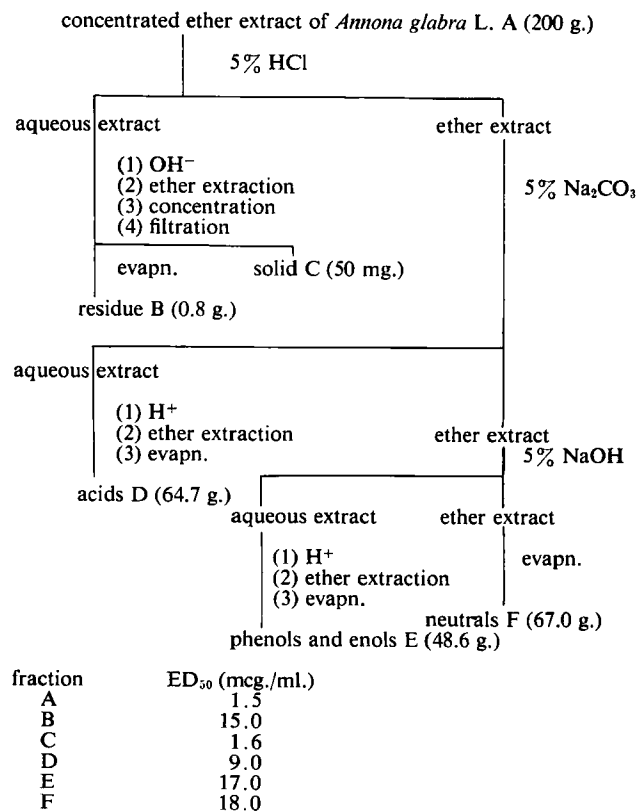 concentrated ether extract of Annona glabra L. A (200 g.)
5% HCl
aqueous extract
ether extract
(1) OH⁻
(2) ether extraction
(3) concentration
(4) filtration
5% Na₂CO₃
evapn.
solid C (50 mg.)
residue B (0.8 g.)
aqueous extract
(1) H⁺
(2) ether extraction
(3) evapn.
ether extract
5% NaOH
acids D (64.7 g.)
aqueous extract
ether extract
(1) H⁺
(2) ether extraction
(3) evapn.
evapn.
neutrals F (67.0 g.)
phenols and enols E (48.6 g.)
fraction ED₅₀ (mcg./ml.)
A 1.5
B 15.0
C 1.6
D 9.0
E 17.0
F 18.0